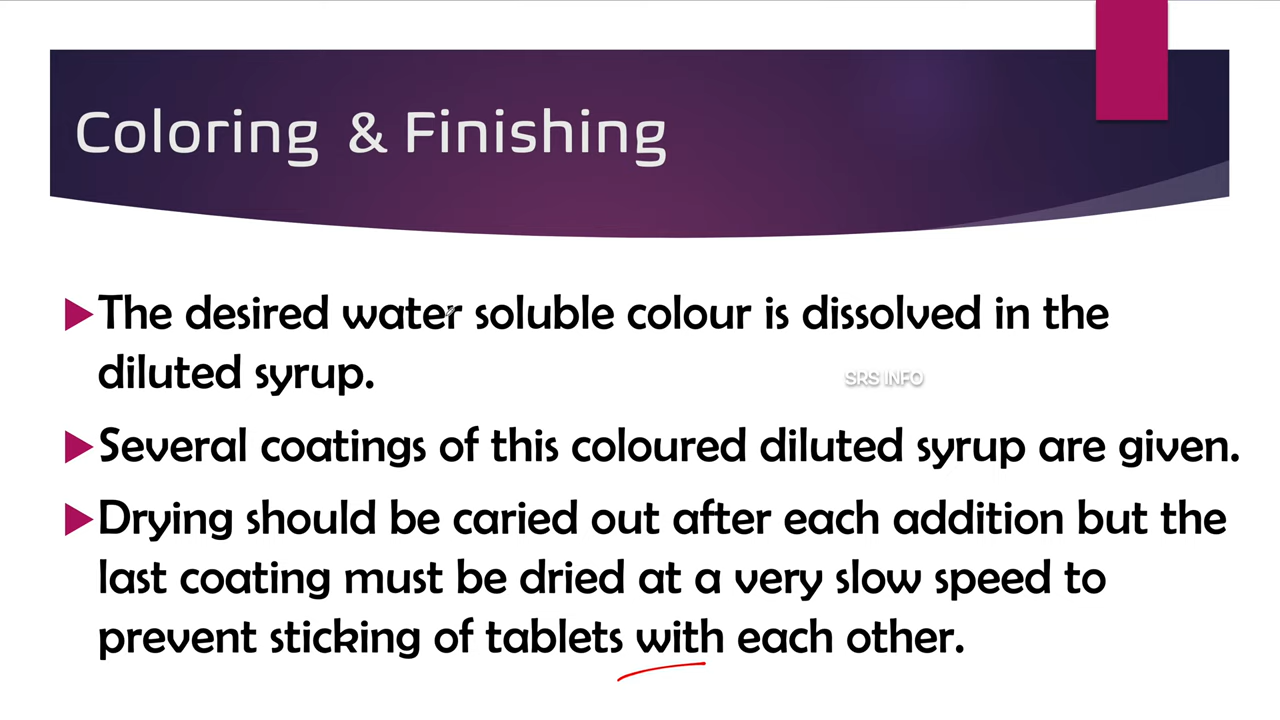 Coloring & Finishing
The desired water soluble colour is dissolved in the
diluted syrup.
SRS INFO
Several coatings of this coloured diluted syrup are given.
Drying should be caried out after each addition but the
last coating must be dried at a very slow speed to
prevent sticking of tablets with each other.